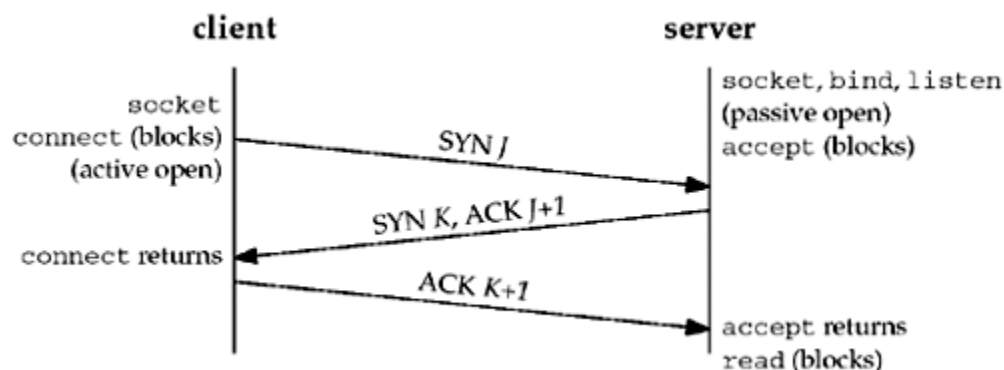 client
server
socket
connect (blocks)
(active open)
socket, bind, listen
(passive open)
accept (blocks)
SYN J
SYN K, ACK J+1
connect returns
ACK K+1
accept returns
read (blocks)